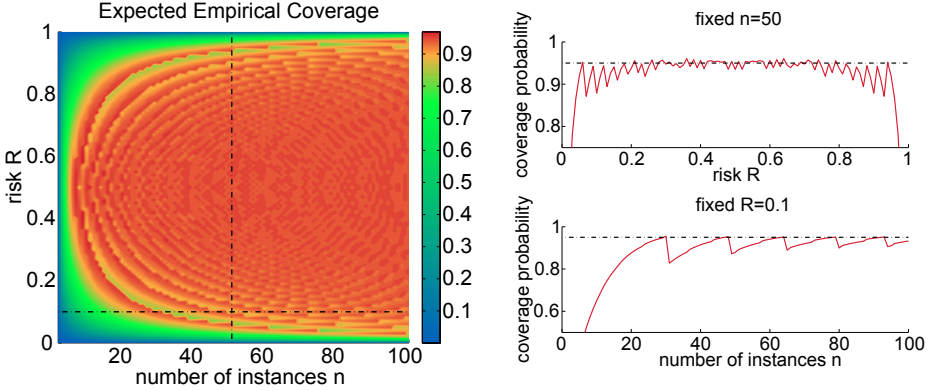 Expected Empirical Coverage
risk R
1
0.8
0.6
0.4
0.2
0
20 40 60 80 100
number of instances n
0.9
0.8
0.7
0.6
0.5
0.4
0.3
0.2
0.1
fixed n=50
coverage probability
1
0.9
0.8
0 0.2 0.4 0.6 0.8 1
risk R
fixed R=0.1
coverage probability
1
0.8
0.6
0 20 40 60 80 100
number of instances n